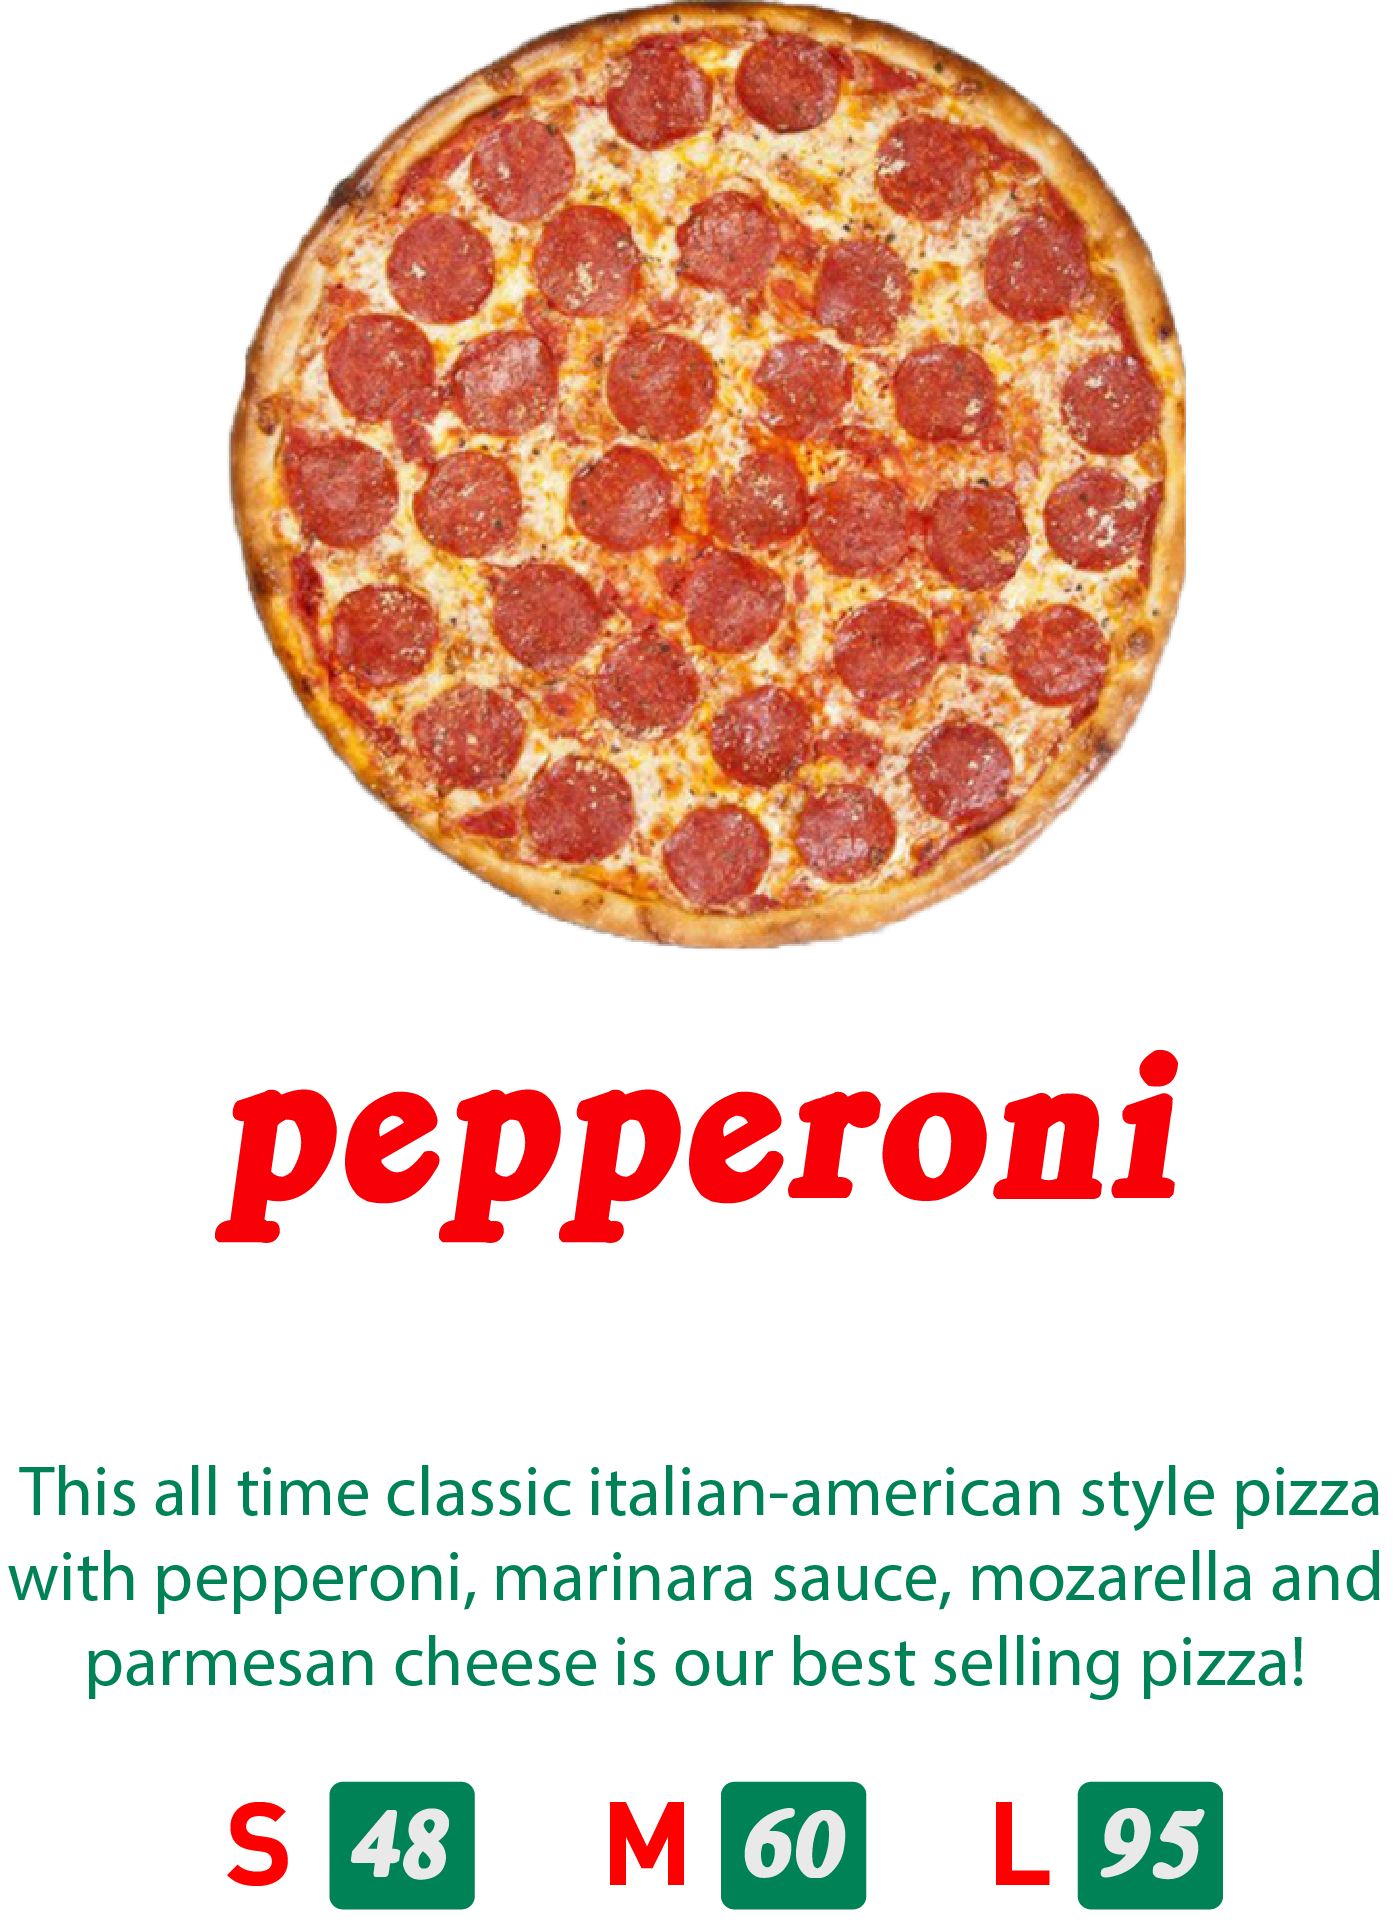 pepperoni
This all time classic italian-american style pizza
with pepperoni, marinara sauce, mozarella and
parmesan cheese is our best selling pizza!
S 48 M 60 L 95